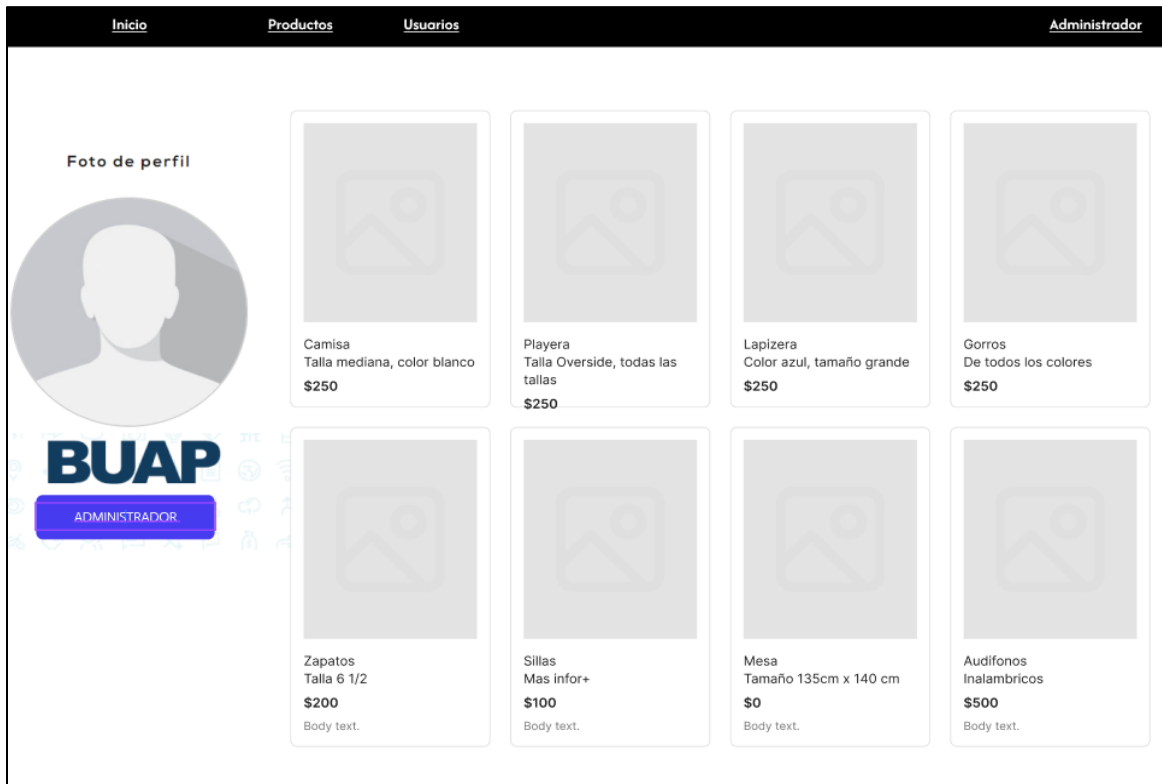 Inicio
Productos
Usuarios
Administrador
Foto de perfil
BUAP
ADMINISTRADOR
Camisa
Talla mediana, color blanco
$250
Playera
Talla Overside, todas las
tallas
$250
Lapizera
Color azul, tamaño grande
$250
Gorros
De todos los colores
$250
Zapatos
Talla 6 1/2
$200
Body text.
Sillas
Mas infor+
$100
Body text.
Mesa
Tamaño 135cm x 140 cm
$0
Body text.
Audifonos
Inalambricos
$500
Body text.